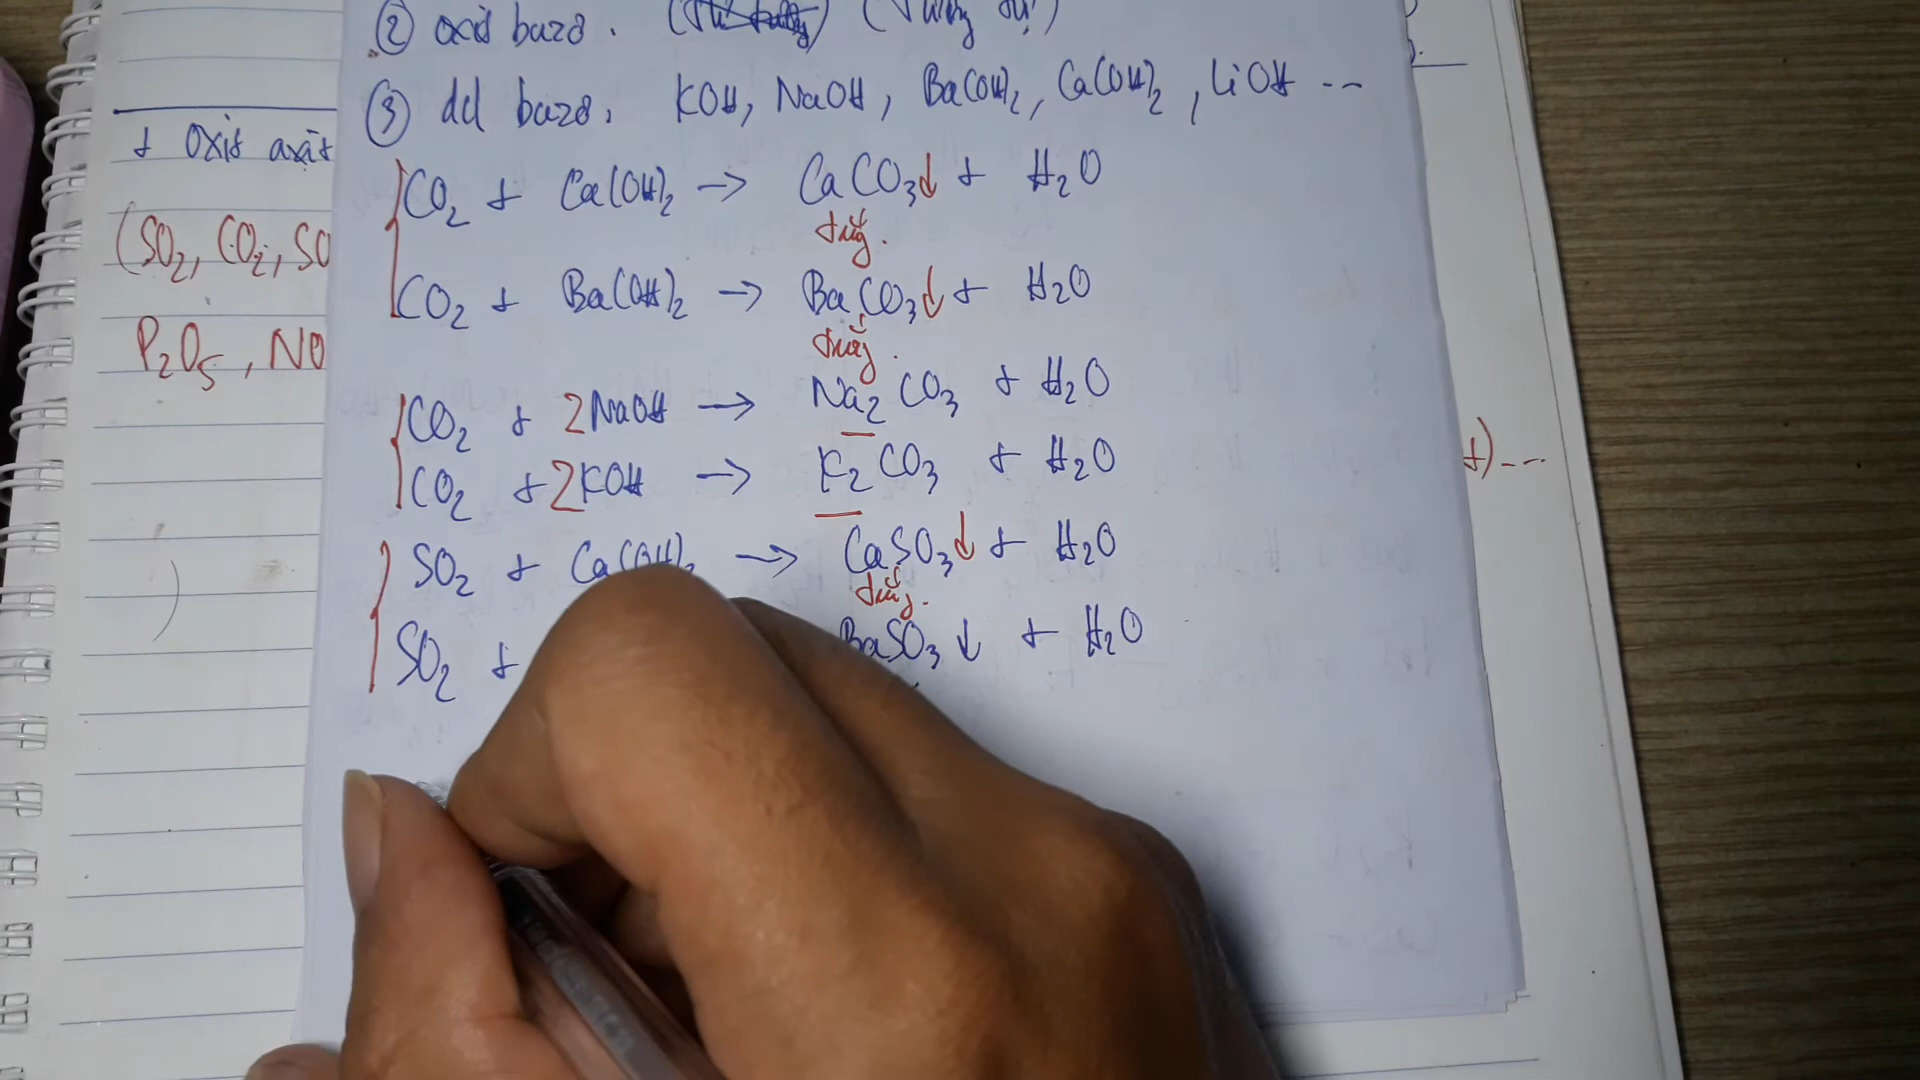 ② oxit bazơ. (Tương tự)
③ dd bazơ. KOH, NaOH, Ba(OH)₂, Ca(OH)₂, LiOH ...
+ Oxit axit
(SO₂, CO₂, SO
P₂O₅, NO
CO₂ + Ca(OH)₂ → CaCO₃↓ + H₂O
trắng.
CO₂ + Ba(OH)₂ → BaCO₃↓ + H₂O
trắng.
CO₂ + 2NaOH → Na₂CO₃ + H₂O
CO₂ + 2KOH → K₂CO₃ + H₂O
SO₂ + Ca(OH)₂ → CaSO₃↓ + H₂O
trắng.
SO₂ + BaSO₃↓ + H₂O
)
t)...